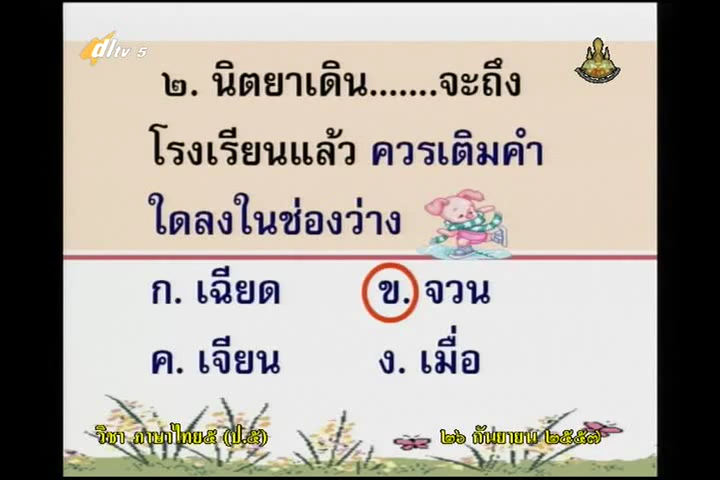 dltv 5
๒. นิตยาเดิน.......จะถึง
โรงเรียนแล้ว ควรเติมคำ
ใดลงในช่องว่าง
ก. เฉียด ข. จวน
ค. เจียน ง. เมื่อ
วิชา ภาษาไทย๕ (ป.๕) ๒๖ กันยายน ๒๕๕๗